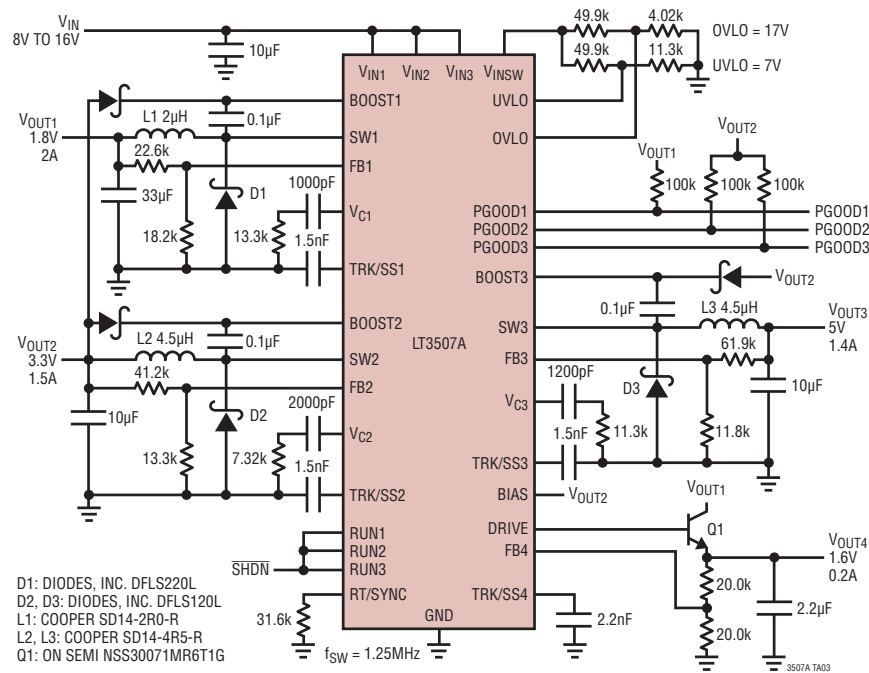 VIN
8V TO 16V
10µF
VIN1
VIN2
VIN3
VINSW
49.9k
4.02k
OVLO = 17V
49.9k
11.3k
UVLO = 7V
BOOST1
UVLO
VOUT1
1.8V
2A
L1 2µH
0.1µF
SW1
OVLO
22.6k
FB1
33µF
D1
1000pF
VC1
18.2k
13.3k
1.5nF
TRK/SS1
VOUT1
VOUT2
100k
100k
100k
PGOOD1
PGOOD1
PGOOD2
PGOOD2
PGOOD3
PGOOD3
BOOST3
VOUT2
BOOST2
0.1µF
L3 4.5µH
VOUT3
5V
1.4A
SW3
VOUT2
3.3V
1.5A
L2 4.5µH
0.1µF
SW2
LT3507A
FB3
61.9k
41.2k
FB2
1200pF
D3
10µF
10µF
D2
2000pF
VC2
VC3
13.3k
7.32k
1.5nF
TRK/SS2
1.5nF
11.3k
11.8k
TRK/SS3
BIAS
VOUT2
VOUT1
DRIVE
Q1
FB4
VOUT4
1.6V
0.2A
RUN1
RUN2
SHDN
RUN3
20.0k
20.0k
2.2µF
RT/SYNC
TRK/SS4
31.6k
GND
2.2nF
fSW = 1.25MHz
D1: DIODES, INC. DFLS220L
D2, D3: DIODES, INC. DFLS120L
L1: COOPER SD14-2R0-R
L2, L3: COOPER SD14-4R5-R
Q1: ON SEMI NSS30071MR6T1G
3507A TA03